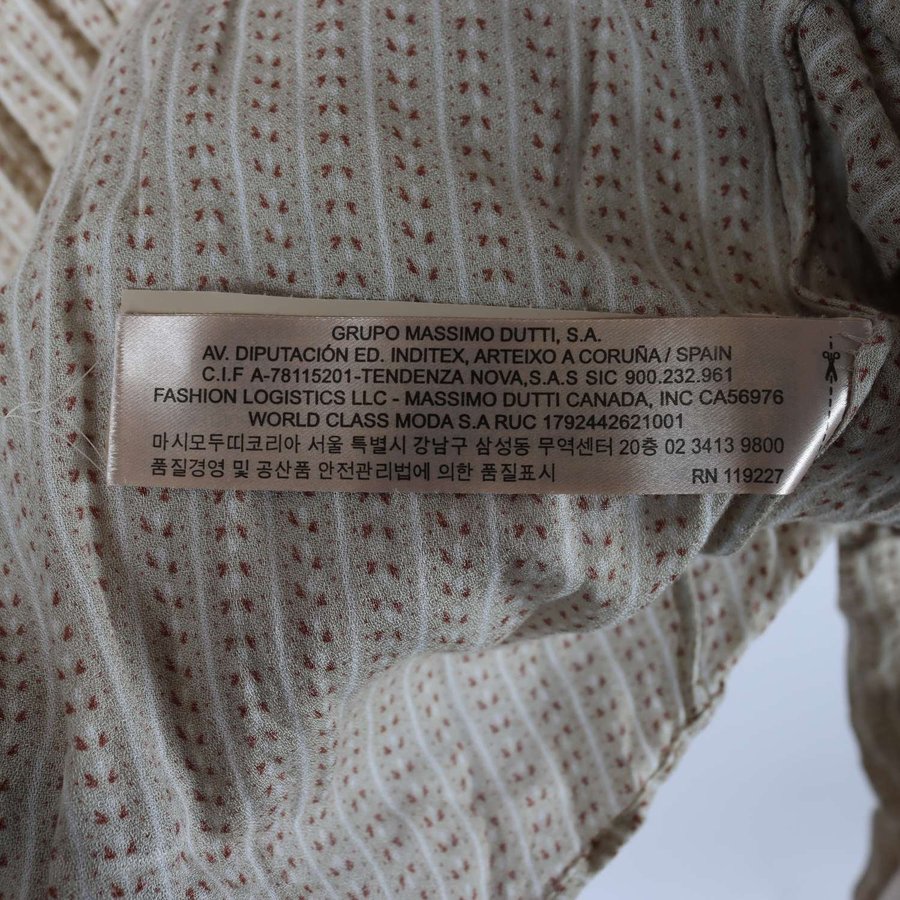 GRUPO MASSIMO DUTTI, S.A.
AV. DIPUTACIÓN ED. INDITEX, ARTEIXO A CORUÑA / SPAIN
C.I.F A-78115201-TENDENZA NOVA,S.A.S SIC 900.232.961
FASHION LOGISTICS LLC - MASSIMO DUTTI CANADA, INC CA56976
WORLD CLASS MODA S.A RUC 1792442621001
마시모두띠코리아 서울 특별시 강남구 삼성동 무역센터 20층 02 3413 9800
품질경영 및 공산품 안전관리법에 의한 품질표시 RN 119227